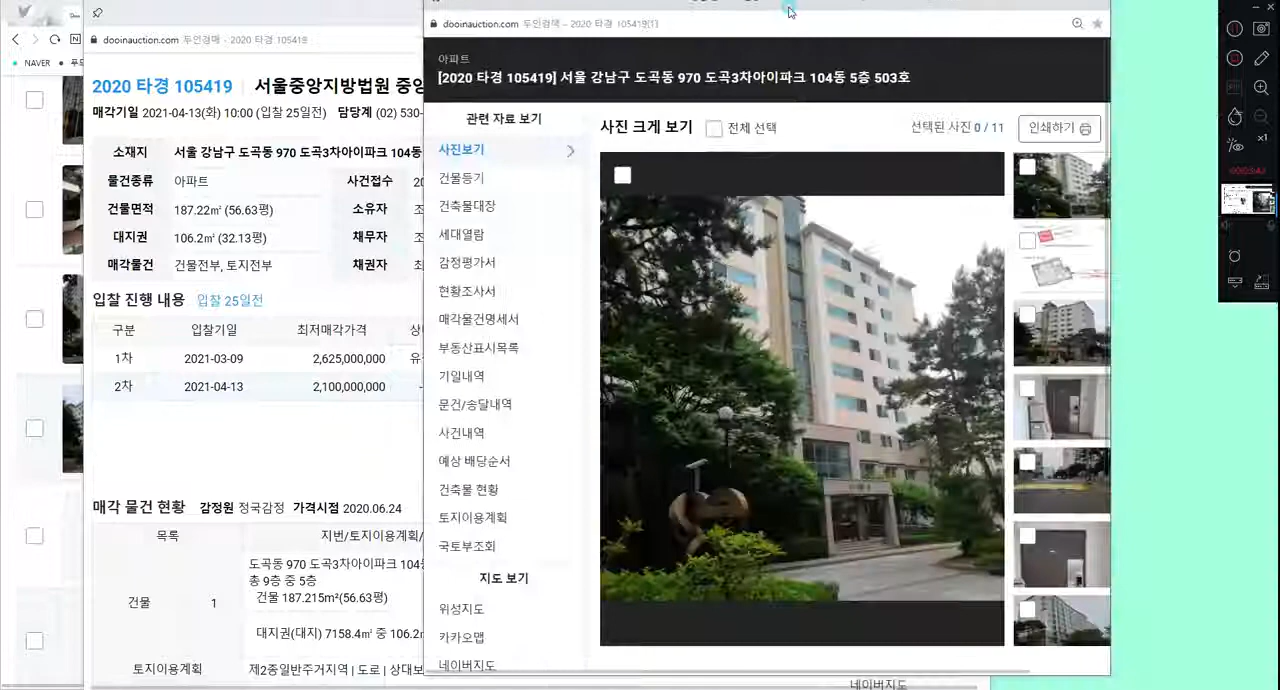 dooinauction.com 두인경매 - 2020 타경 105419
dooinauction.com 두인경매 – 2020 타경 105419(1)
NAVER
2020 타경 105419 서울중앙지방법원 중앙
매각기일 2021-04-13(화) 10:00 (입찰 25일전) 담당계 (02) 530-
소재지 서울 강남구 도곡동 970 도곡3차아이파크 104동
물건종류 아파트 사건접수 20
건물면적 187.22㎡ (56.63평) 소유자 조
대지권 106.2㎡ (32.13평) 채무자 조
매각물건 건물전부, 토지전부 채권자 최
입찰 진행 내용 입찰 25일전
구분 입찰기일 최저매각가격
1차 2021-03-09 2,625,000,000 유
2차 2021-04-13 2,100,000,000 -
매각 물건 현황 감정원 정국감정 가격시점 2020.06.24
목록 지번/토지이용계획/
도곡동 970 도곡3차아이파크 104동
총 9층 중 5층
건물 1 건물 187.215m²(56.63평)
대지권(대지) 7158.4㎡ 중 106.2
토지이용계획 제2종일반주거지역 | 도로 | 상대보
아파트
[2020 타경 105419] 서울 강남구 도곡동 970 도곡3차아이파크 104동 5층 503호
관련 자료 보기
사진보기
건물등기
건축물대장
세대열람
감정평가서
현황조사서
매각물건명세서
부동산표시목록
기일내역
문건/송달내역
사건내역
예상 배당순서
건축물 현황
토지이용계획
국토부조회
지도 보기
위성지도
카카오맵
네이버지도
사진 크게 보기 전체 선택 선택된 사진 0 / 11 인쇄하기
네이버지도
x1